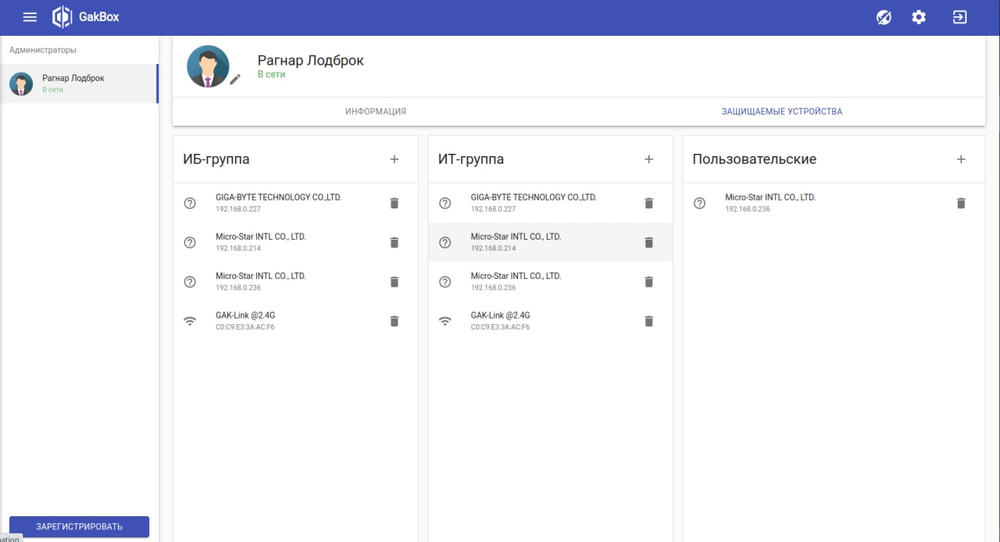 GakBox
Администраторы
Рагнар Лодброк
В сети
ЗАРЕГИСТРИРОВАТЬ
Рагнар Лодброк
В сети
ИНФОРМАЦИЯ
ЗАЩИЩАЕМЫЕ УСТРОЙСТВА
ИБ-группа
GIGA-BYTE TECHNOLOGY CO.,LTD.
192.168.0.227
Micro-Star INTL CO., LTD.
192.168.0.214
Micro-Star INTL CO., LTD.
192.168.0.236
GAK-Link @2.4G
C0:C9:E3:3A:AC:F6
ИТ-группа
GIGA-BYTE TECHNOLOGY CO.,LTD.
192.168.0.227
Micro-Star INTL CO., LTD.
192.168.0.214
Micro-Star INTL CO., LTD.
192.168.0.236
GAK-Link @2.4G
C0:C9:E3:3A:AC:F6
Пользовательские
Micro-Star INTL CO., LTD.
192.168.0.236